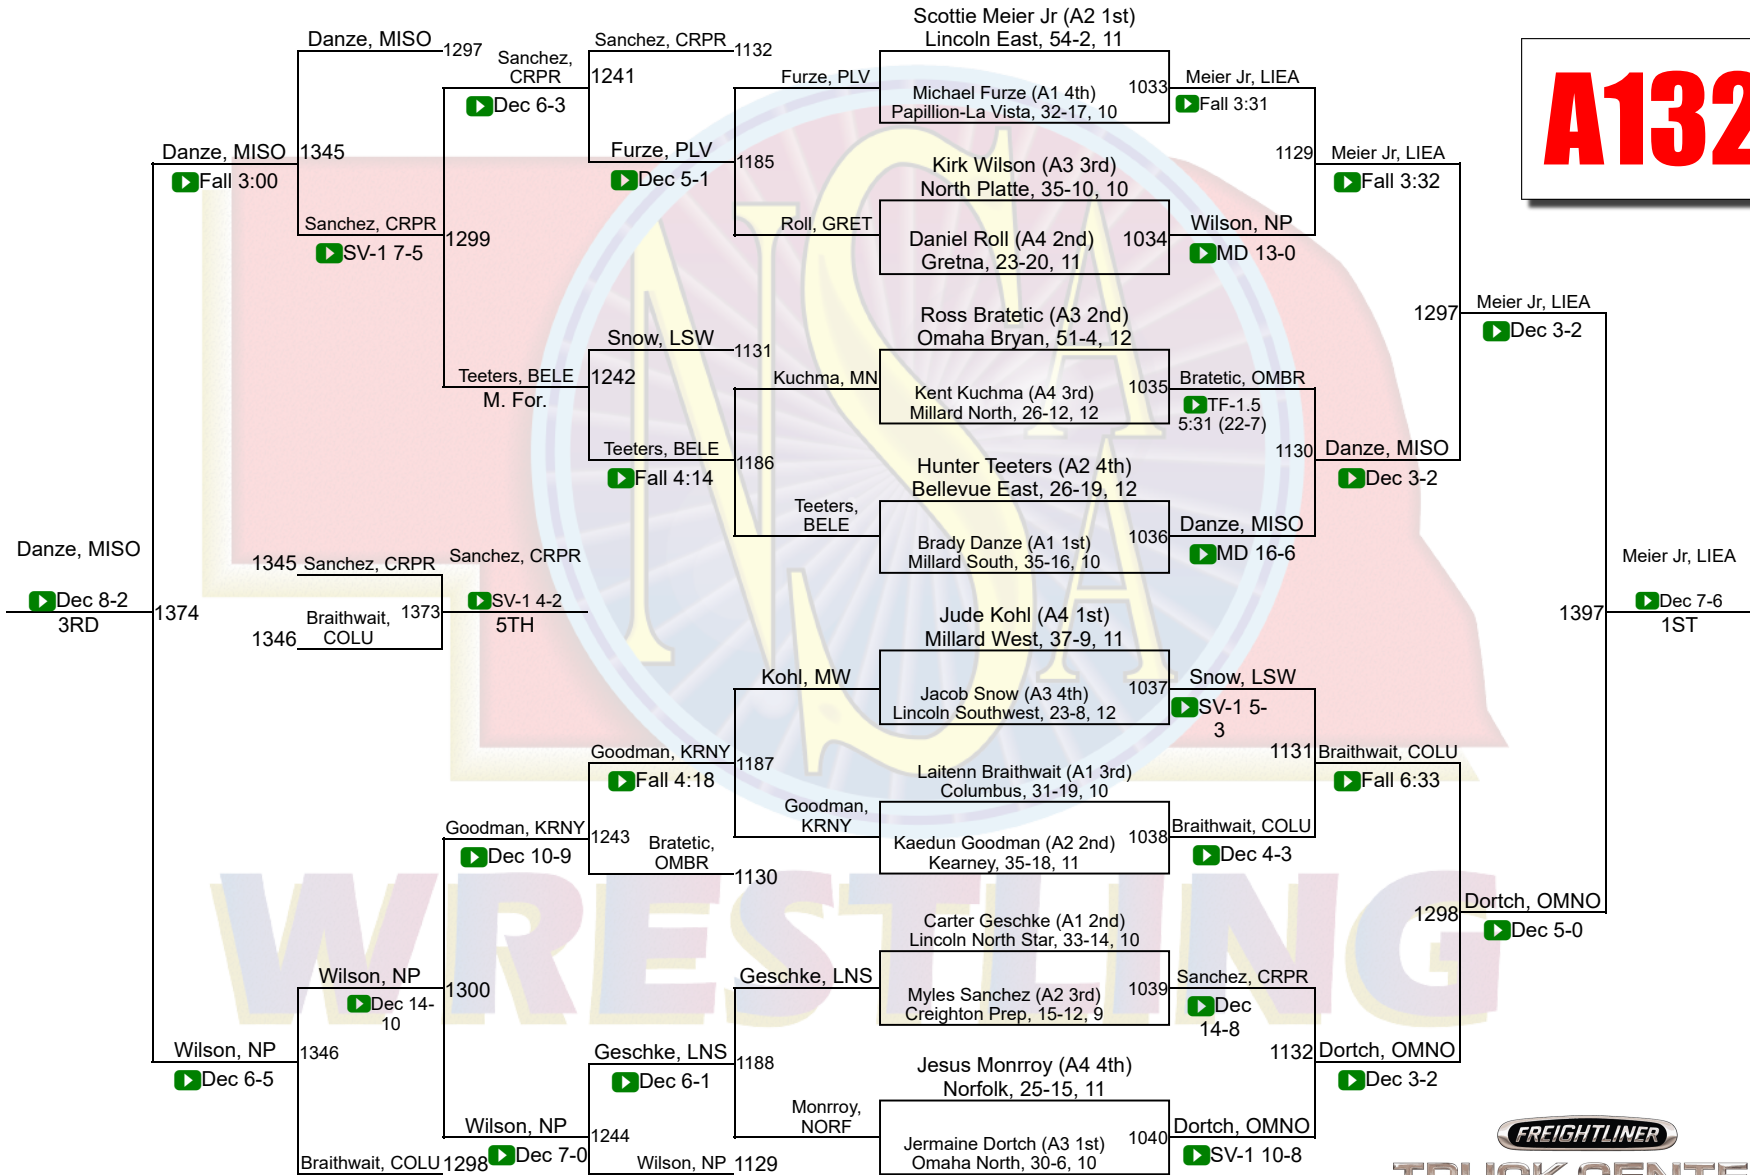 Danze, MISO
1297
Sanchez,
CRPR
Dec 6-3
Sanchez, CRPR
1132
1241
Furze, PLV
Dec 5-1
1185
Danze, MISO
Fall 3:00
1345
Sanchez, CRPR
SV-1 7-5
1299
Teeters, BELE
M. For.
Snow, LSW
1131
1242
Teeters, BELE
Fall 4:14
1186
Furze, PLV
Roll, GRET
Kuchma, MN
Teeters,
BELE
Scottie Meier Jr (A2 1st)
Lincoln East, 54-2, 11
Michael Furze (A1 4th)
Papillion-La Vista, 32-17, 10
1033
Kirk Wilson (A3 3rd)
North Platte, 35-10, 10
Daniel Roll (A4 2nd)
Gretna, 23-20, 11
1034
Ross Bratetic (A3 2nd)
Omaha Bryan, 51-4, 12
Kent Kuchma (A4 3rd)
Millard North, 26-12, 12
1035
Hunter Teeters (A2 4th)
Bellevue East, 26-19, 12
Brady Danze (A1 1st)
Millard South, 35-16, 10
1036
Meier Jr, LIEA
Fall 3:31
Wilson, NP
MD 13-0
Bratetic, OMBR
TF-1.5
5:31 (22-7)
Danze, MISO
MD 16-6
1129
Meier Jr, LIEA
Fall 3:32
1130
Danze, MISO
Dec 3-2
1297
Meier Jr, LIEA
Dec 3-2
A132
Danze, MISO
Dec 8-2
3RD
1374
1345
Sanchez, CRPR
1346
Braithwait,
COLU
1373
Sanchez, CRPR
SV-1 4-2
5TH
1397
Meier Jr, LIEA
Dec 7-6
1ST
Jude Kohl (A4 1st)
Millard West, 37-9, 11
Jacob Snow (A3 4th)
Lincoln Southwest, 23-8, 12
1037
Laitenn Braithwait (A1 3rd)
Columbus, 31-19, 10
Kaedun Goodman (A2 2nd)
Kearney, 35-18, 11
1038
Carter Geschke (A1 2nd)
Lincoln North Star, 33-14, 10
Myles Sanchez (A2 3rd)
Creighton Prep, 15-12, 9
1039
Jesus Monrroy (A4 4th)
Norfolk, 25-15, 11
Jermaine Dortch (A3 1st)
Omaha North, 30-6, 10
1040
Kohl, MW
Goodman,
KRNY
Geschke, LNS
Monrroy,
NORF
Goodman, KRNY
Fall 4:18
1187
Goodman, KRNY
Dec 10-9
1243
Bratetic,
OMBR
1130
Wilson, NP
Dec 14-
10
1300
Wilson, NP
Dec 6-5
1346
Geschke, LNS
Dec 6-1
1188
Wilson, NP
Dec 7-0
1244
Wilson, NP
1129
Braithwait, COLU
1298
Snow, LSW
SV-1 5-
3
Braithwait, COLU
Dec 4-3
Sanchez, CRPR
Dec
14-8
Dortch, OMNO
SV-1 10-8
1131
Braithwait, COLU
Fall 6:33
1132
Dortch, OMNO
Dec 3-2
1298
Dortch, OMNO
Dec 5-0
NSAA
WRESTLING
FREIGHTLINER
TRUCK CENTE